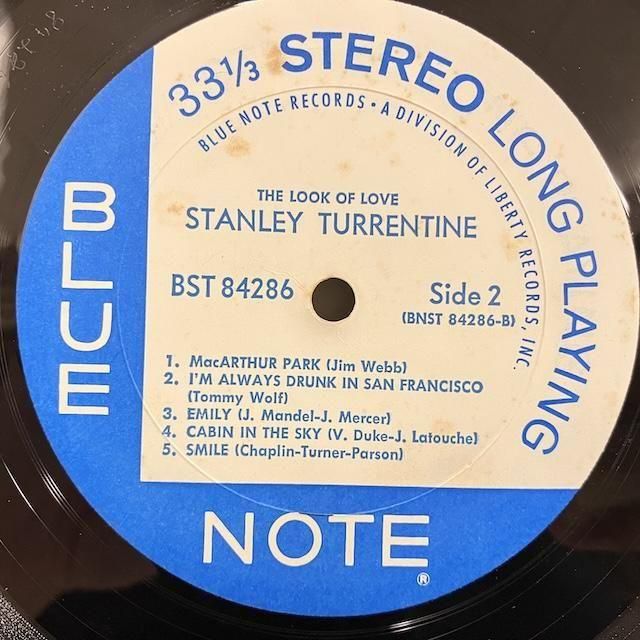 33 1/3 STEREO LONG PLAYING
BLUE NOTE RECORDS • A DIVISION OF LIBERTY RECORDS, INC.
THE LOOK OF LOVE
STANLEY TURRENTINE
BST 84286
Side 2
(BNST 84286-B)
1. MacARTHUR PARK (Jim Webb)
2. I'M ALWAYS DRUNK IN SAN FRANCISCO
(Tommy Wolf)
3. EMILY (J. Mandel-J. Mercer)
4. CABIN IN THE SKY (V. Duke-J. Latouche)
5. SMILE (Chaplin-Turner-Parson)
BLUE
NOTE®